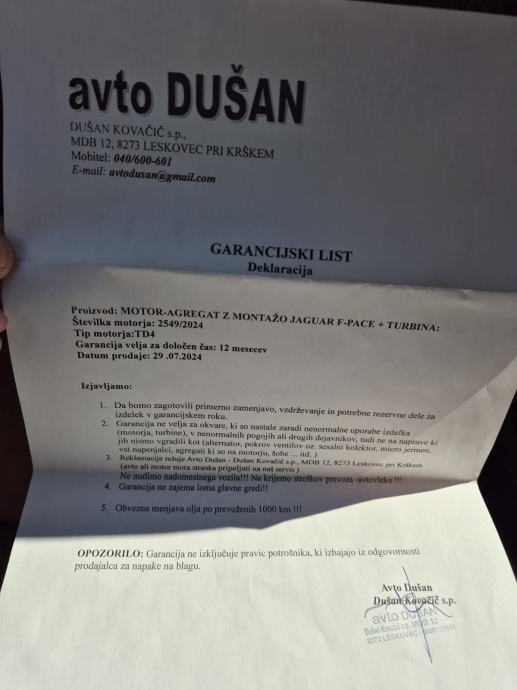 avto DUŠAN
DUŠAN KOVAČIČ s.p.,
MDB 12, 8273 LESKOVEC PRI KRŠKEM
Mobitel: 040/600-601
E-mail: avtodusan@gmail.com
GARANCIJSKI LIST
Deklaracija
Proizvod: MOTOR-AGREGAT Z MONTAŽO JAGUAR F-PACE + TURBINA:
Številka motorja: 2549/2024
Tip motorja:TD4
Garancija velja za določen čas: 12 mesecev
Datum prodaje: 29 .07.2024
Izjavljamo:
1. Da bomo zagotovili primerno zamenjavo, vzdrževanje in potrebne rezervne dele za
izdelek v garancijskem roku.
2. Garancija ne velja za okvare, ki so nastale zaradi nenormalne uporabe izdelka
(motorja, turbine), v nenormalnih pogojih ali drugih dejavnikov, tudi ne na naprave ki
jih nismo vgradili kot (alternator, pokrov ventilov oz. sesalni kolektor, micro jermen,
vsi napenjalci, agregati ki so na motorju, šobe ... itd. )
3. Reklamacije rešuje Avto Dušan - Dušan Kovačič s.p., MDB 12, 8273 Leskovec pri Krškem
(avto ali motor mora stranka pripeljati na naš servis )
Ne nudimo nadomestnega vozila!!! Ne krijemo stroškov prevoza -avtovleke !!!
4. Garancija ne zajema loma glavne gredi!!
5. Obvezna menjava olja po prevoženih 1000 km !!!
OPOZORILO: Garancija ne izključuje pravic potrošnika, ki izhajajo iz odgovornosti
prodajalca za napake na blagu.
Avto Dušan
Dušan Kovačič s.p.
avto DUŠAN
Dušan Kovačič s.p., MDB 12
8273 LESKOVEC